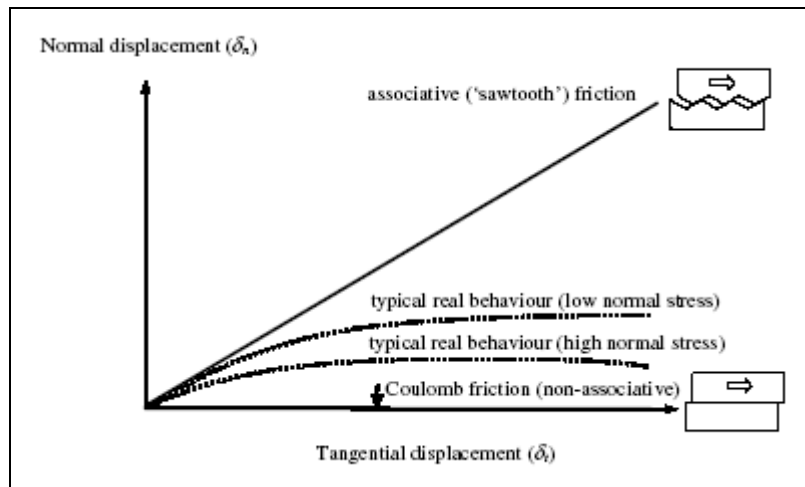 Normal displacement (δn)
associative ('sawtooth') friction
typical real behaviour (low normal stress)
typical real behaviour (high normal stress)
Coulomb friction (non-associative)
Tangential displacement (δt)